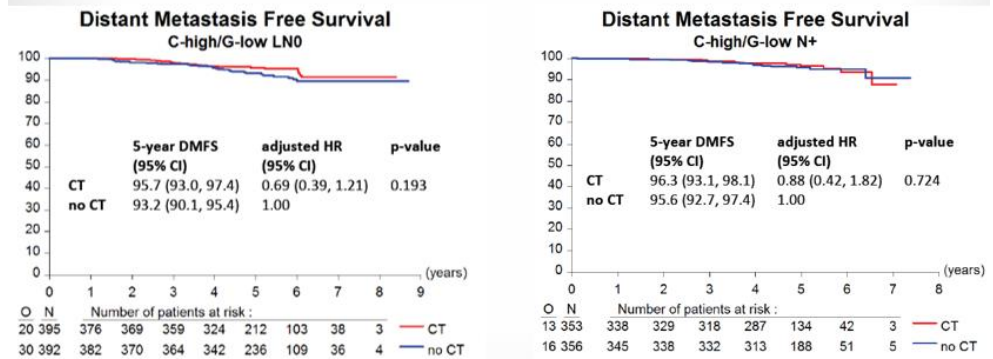 Distant Metastasis Free Survival
C-high/G-low LN0
100
90
80
70
60
50
40
30
20
10
0
5-year DMFS adjusted HR p-value
(95% CI) (95% CI)
CT 95.7 (93.0, 97.4) 0.69 (0.39, 1.21) 0.193
no CT 93.2 (90.1, 95.4) 1.00
(years)
0 1 2 3 4 5 6 7 8 9
O N Number of patients at risk :
20 395 376 369 359 324 212 103 38 3 CT
30 392 382 370 364 342 236 109 36 4 no CT
Distant Metastasis Free Survival
C-high/G-low N+
100
90
80
70
60
50
40
30
20
10
0
5-year DMFS adjusted HR p-value
(95% CI) (95% CI)
CT 96.3 (93.1, 98.1) 0.88 (0.42, 1.82) 0.724
no CT 95.6 (92.7, 97.4) 1.00
(years)
0 1 2 3 4 5 6 7 8
O N Number of patients at risk :
13 353 338 329 318 287 134 42 3 CT
16 356 345 338 332 313 188 51 5 no CT